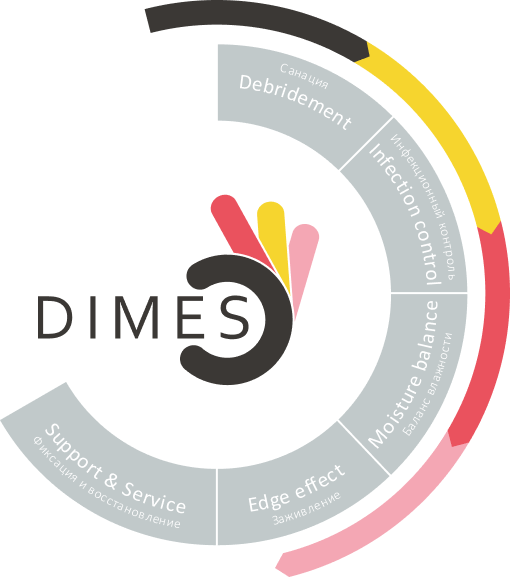 Санация
Debridement
Инфекционный контроль
Infection control
DIMES
Moisture balance
Баланс влажности
Edge effect
Заживление
Support & Service
Фиксация и восстановление